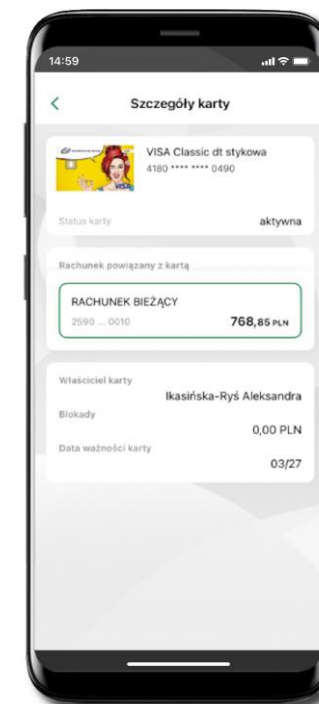 14:59
Szczegóły karty
VISA Classic dt stykowa
4180 **** **** 0490
VISA
Status karty
aktywna
Rachunek powiązany z kartą
RACHUNEK BIEŻĄCY
2590 ... 0010
768,85 PLN
Właściciel karty
Ikasińska-Ryś Aleksandra
Blokady
0,00 PLN
Data ważności karty
03/27